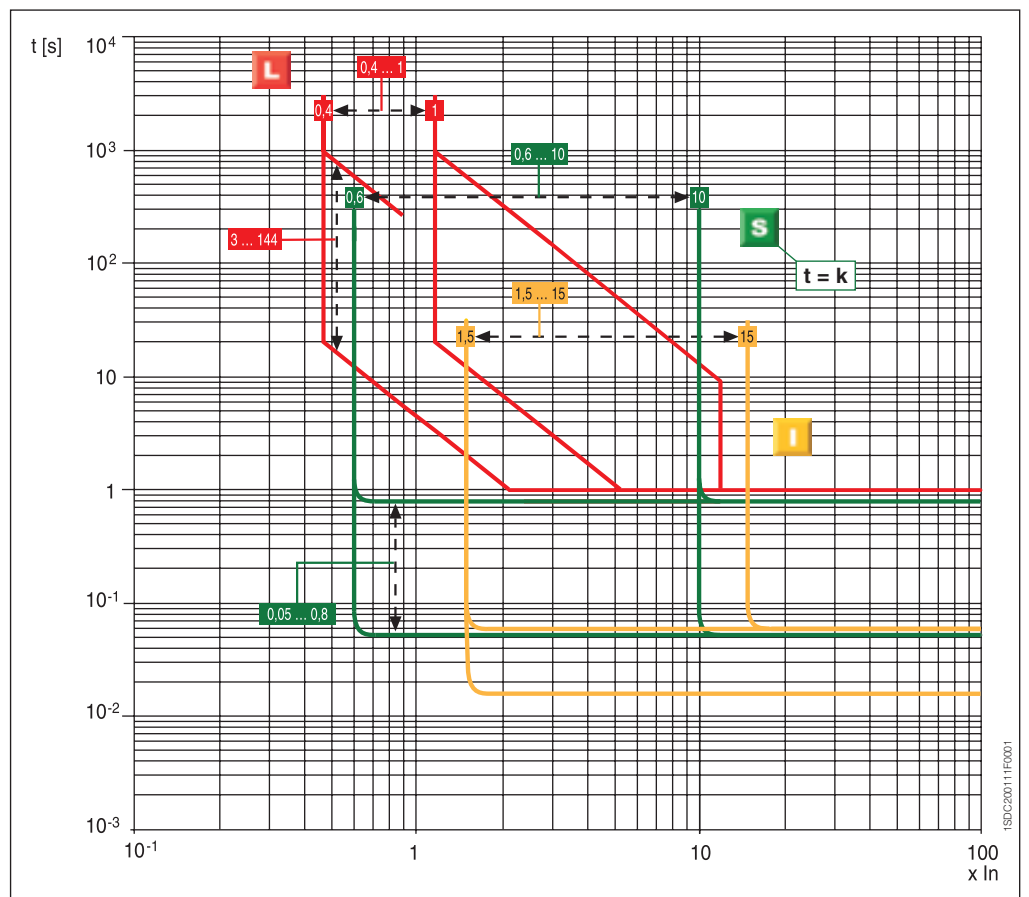 t [s]
10⁴
L
0,4 ... 1
0,4
1
10³
0,6 ... 10
0,6
10
S
3 ... 144
10²
t = k
1,5 ... 15
1,5
15
10
I
1
10⁻¹
0,05 ... 0,8
10⁻²
10⁻³
10⁻¹
1
10
100
x In
1SDC200111F0001